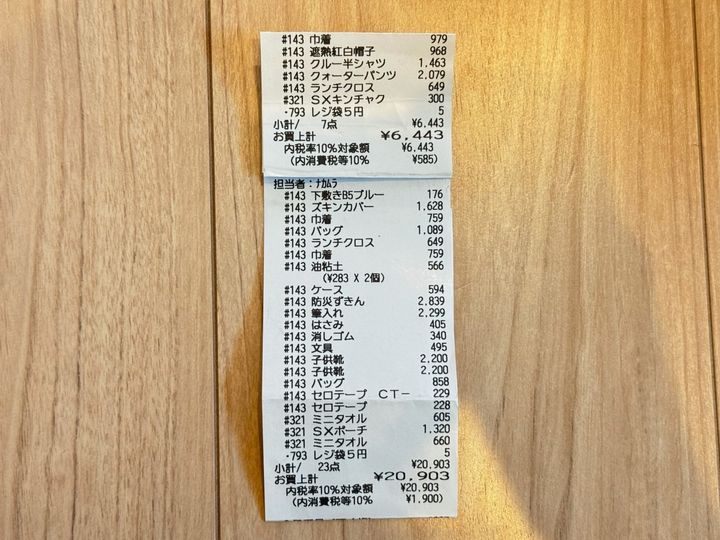 #143 巾着 979
#143 遮熱紅白帽子 968
#143 クルー半シャツ 1,463
#143 クォーターパンツ 2,079
#143 ランチクロス 649
#321 SXキンチャク 300
・793 レジ袋5円 5
小計/ 7点 ¥6,443
お買上計 ¥6,443
内税率10%対象額 ¥6,443
(内消費税等10% ¥585)
担当者:ナカムラ
#143 下敷きB5ブルー 176
#143 ズキンカバー 1,628
#143 巾着 759
#143 バッグ 1,089
#143 ランチクロス 649
#143 巾着 759
#143 油粘土 566
(¥283 X 2個)
#143 ケース 594
#143 防災ずきん 2,839
#143 筆入れ 2,299
#143 はさみ 405
#143 消しゴム 340
#143 文具 495
#143 子供靴 2,200
#143 子供靴 2,200
#143 バッグ 858
#143 セロテープ CT- 229
#143 セロテープ 228
#321 ミニタオル 605
#321 SXポーチ 1,320
#321 ミニタオル 660
・793 レジ袋5円 5
小計/ 23点 ¥20,903
お買上計 ¥20,903
内税率10%対象額 ¥20,903
(内消費税等10% ¥1,900)